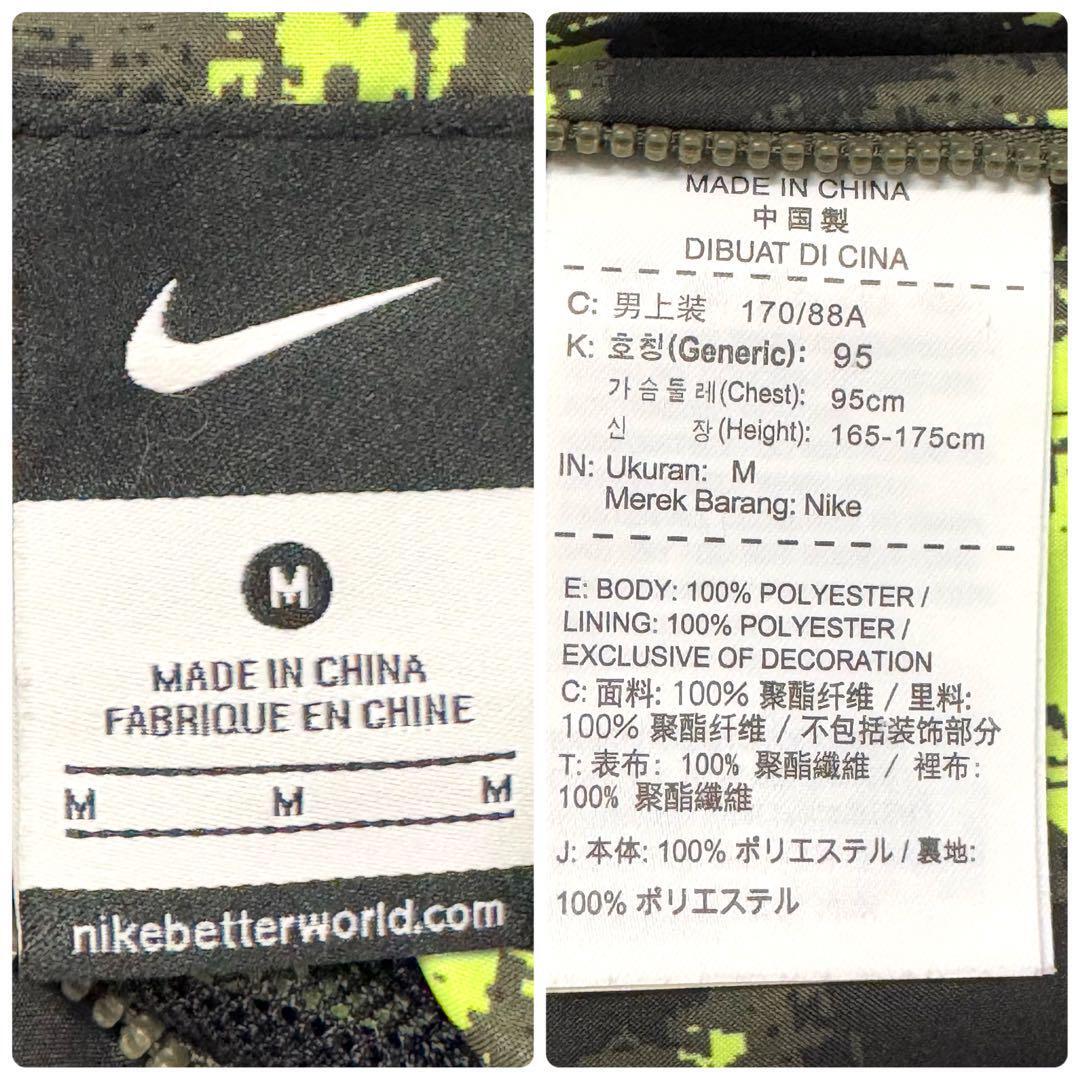 M
MADE IN CHINA
FABRIQUE EN CHINE
M M M
nikebetterworld.com
MADE IN CHINA
中国製
DIBUAT DI CINA
C: 男上装 170/88A
K: 호칭(Generic): 95
가슴둘레(Chest): 95cm
신 장(Height): 165-175cm
IN: Ukuran: M
Merek Barang: Nike
E: BODY: 100% POLYESTER /
LINING: 100% POLYESTER /
EXCLUSIVE OF DECORATION
C: 面料: 100% 聚酯纤维 / 里料:
100% 聚酯纤维 / 不包括装饰部分
T: 表布: 100% 聚酯纖維 / 裡布:
100% 聚酯纖維
J: 本体: 100% ポリエステル / 裏地:
100% ポリエステル